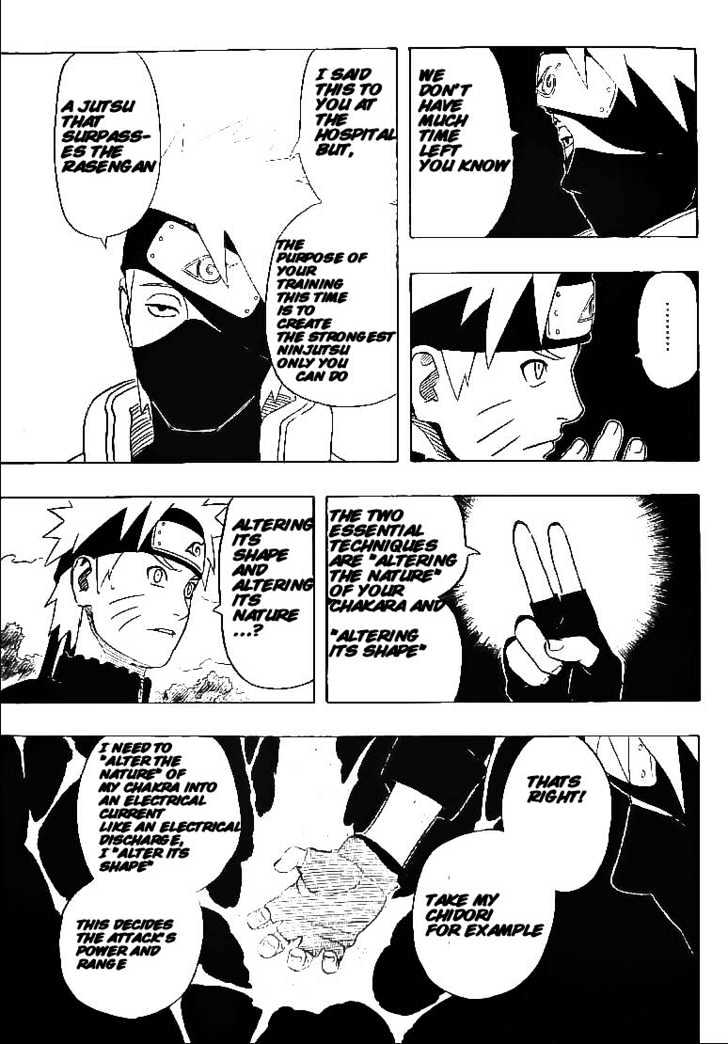 WE
DON'T
HAVE
MUCH
TIME
LEFT
YOU KNOW
I SAID
THIS TO
YOU AT
THE
HOSPITAL
BUT,
THE
PURPOSE OF
YOUR
TRAINING
THIS TIME
IS TO
CREATE
THE STRONGEST
NINJUTSU
ONLY YOU
CAN DO
A JUTSU
THAT
SURPASS-
ES THE
RASENGAN
.........
THE TWO
ESSENTIAL
TECHNIQUES
ARE "ALTERING
THE NATURE"
OF YOUR
CHAKARA AND
"ALTERING
ITS SHAPE"
ALTERING
ITS
SHAPE
AND
ALTERING
ITS
NATURE
...?
THATS
RIGHT!
TAKE MY
CHIDORI
FOR EXAMPLE
I NEED TO
"ALTER THE
NATURE" OF
MY CHAKRA INTO
AN ELECTRICAL
CURRENT
LIKE AN ELECTRICAL
DISCHARGE,
I "ALTER ITS
SHAPE"
THIS DECIDES
THE ATTACK'S
POWER AND
RANGE